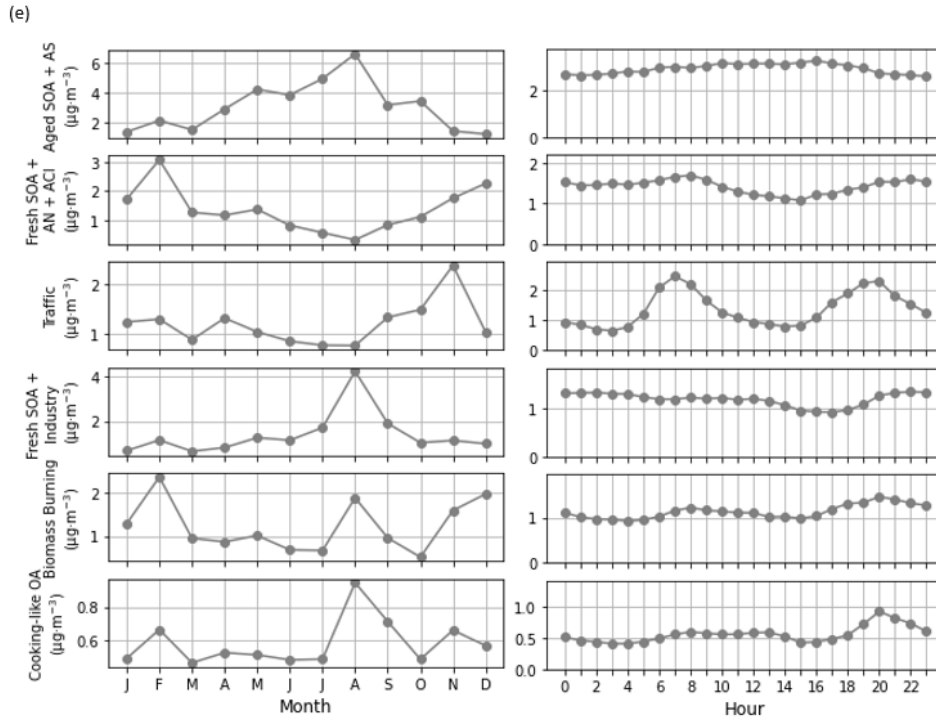 (e)
Aged SOA + AS
(μg·m⁻³)
6
4
2
2
0
Fresh SOA +
AN + ACl
(μg·m⁻³)
3
2
1
2
1
0
Traffic
(μg·m⁻³)
2
1
2
1
0
Fresh SOA +
Industry
(μg·m⁻³)
4
2
1
0
Biomass Burning
(μg·m⁻³)
2
1
1
0
Cooking-like OA
(μg·m⁻³)
0.8
0.6
1.0
0.5
0.0
J F M A M J J A S O N D
Month
0 2 4 6 8 10 12 14 16 18 20 22
Hour